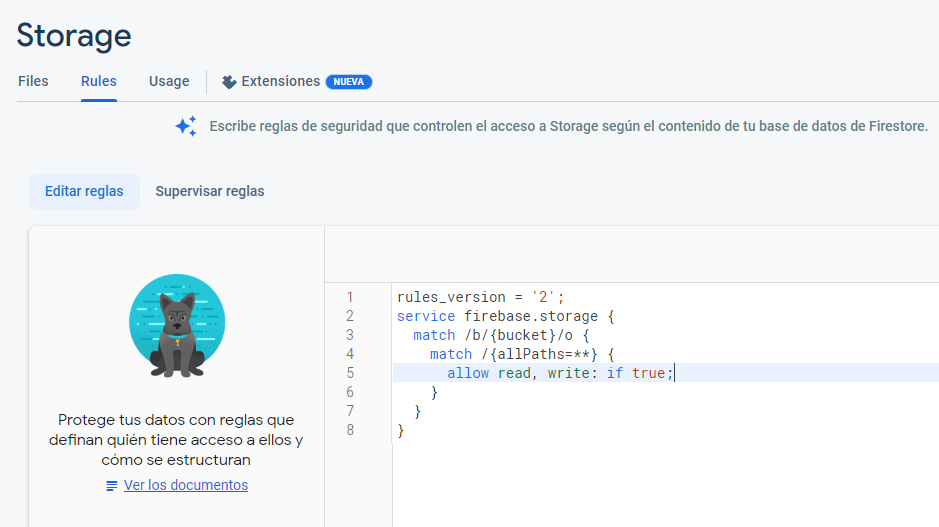 Storage
Files Rules Usage Extensiones NUEVA
Escribe reglas de seguridad que controlen el acceso a Storage según el contenido de tu base de datos de Firestore.
Editar reglas Supervisar reglas
Protege tus datos con reglas que
definan quién tiene acceso a ellos y
cómo se estructuran
Ver los documentos
1 rules_version = '2';
2 service firebase.storage {
3   match /b/{bucket}/o {
4     match /{allPaths=**} {
5       allow read, write: if true;
6     }
7   }
8 }